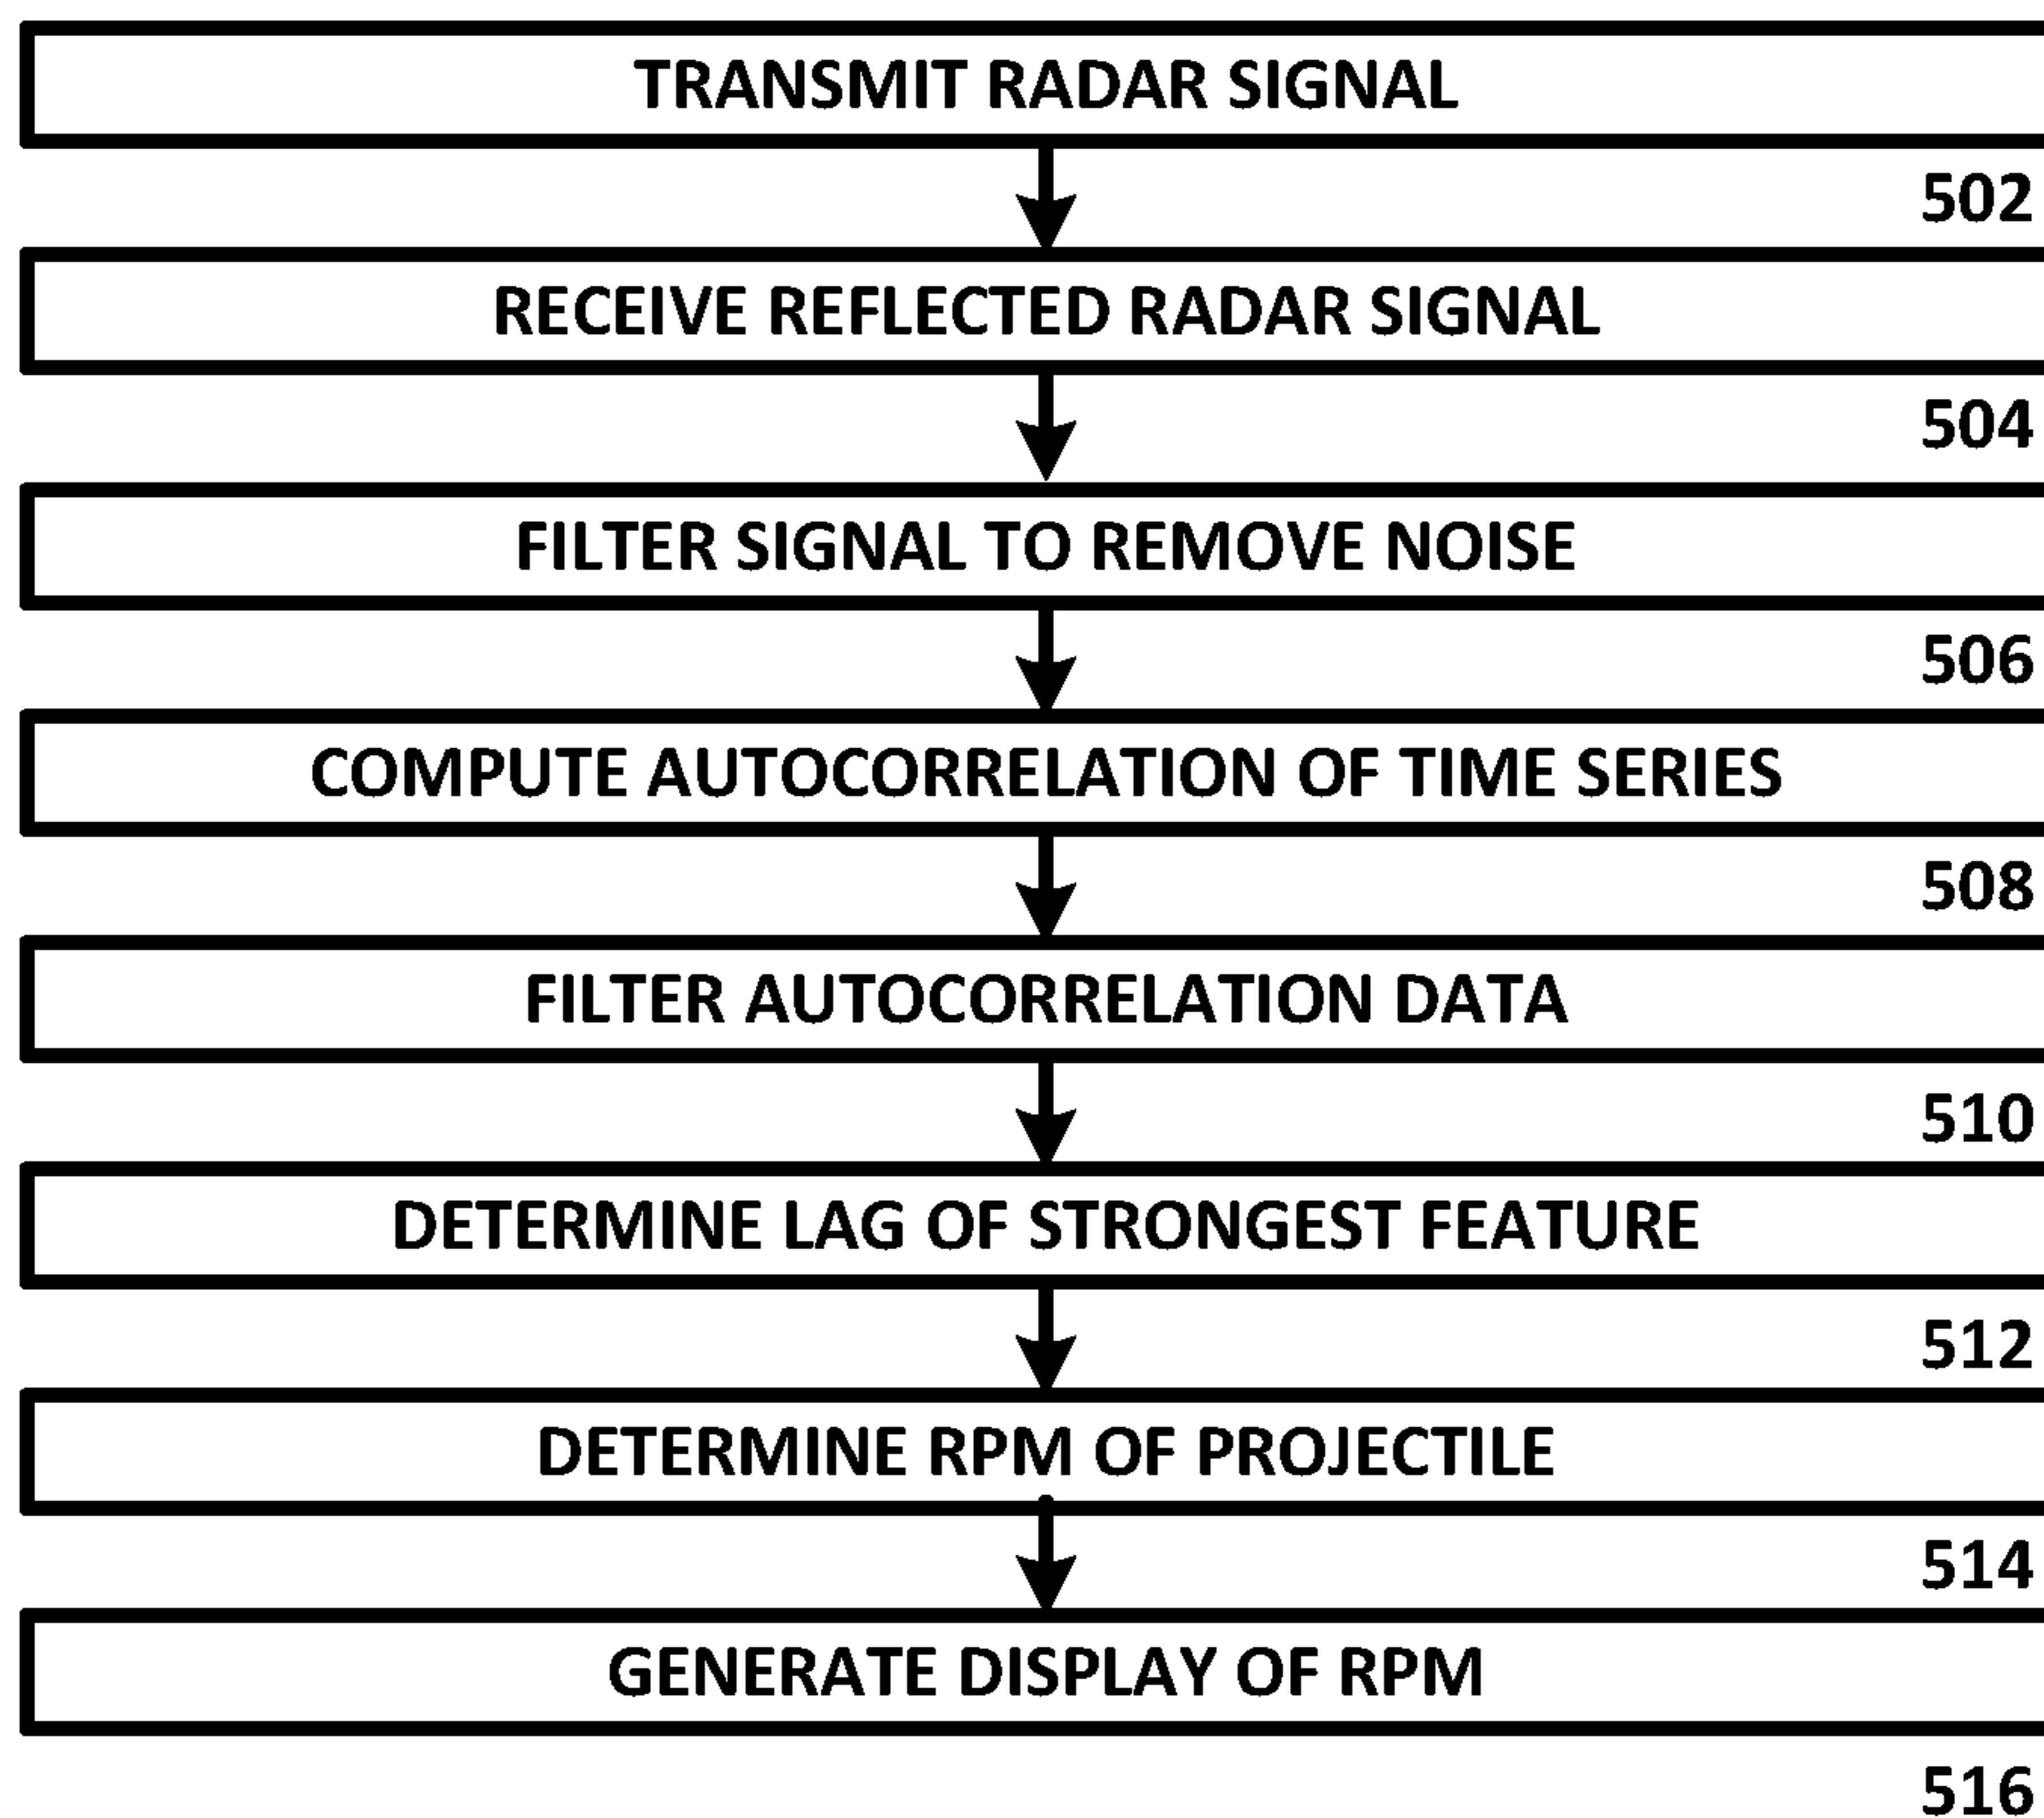 TRANSMIT RADAR SIGNAL
502
RECEIVE REFLECTED RADAR SIGNAL
504
FILTER SIGNAL TO REMOVE NOISE
506
COMPUTE AUTOCORRELATION OF TIME SERIES
508
FILTER AUTOCORRELATION DATA
510
DETERMINE LAG OF STRONGEST FEATURE
512
DETERMINE RPM OF PROJECTILE
514
GENERATE DISPLAY OF RPM
516